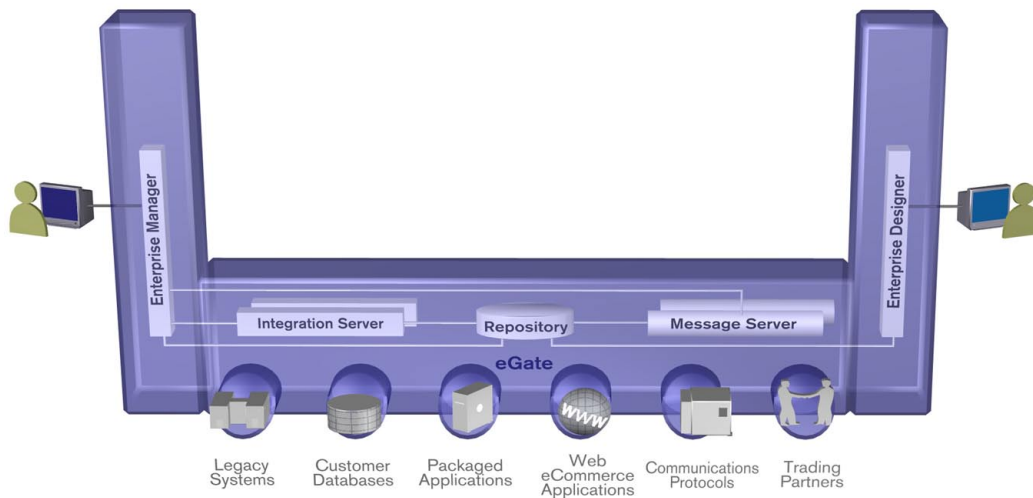 Enterprise Manager
Enterprise Designer
Integration Server
Repository
Message Server
eGate
WWW
Legacy
Systems
Customer
Databases
Packaged
Applications
Web
eCommerce
Applications
Communications
Protocols
Trading
Partners